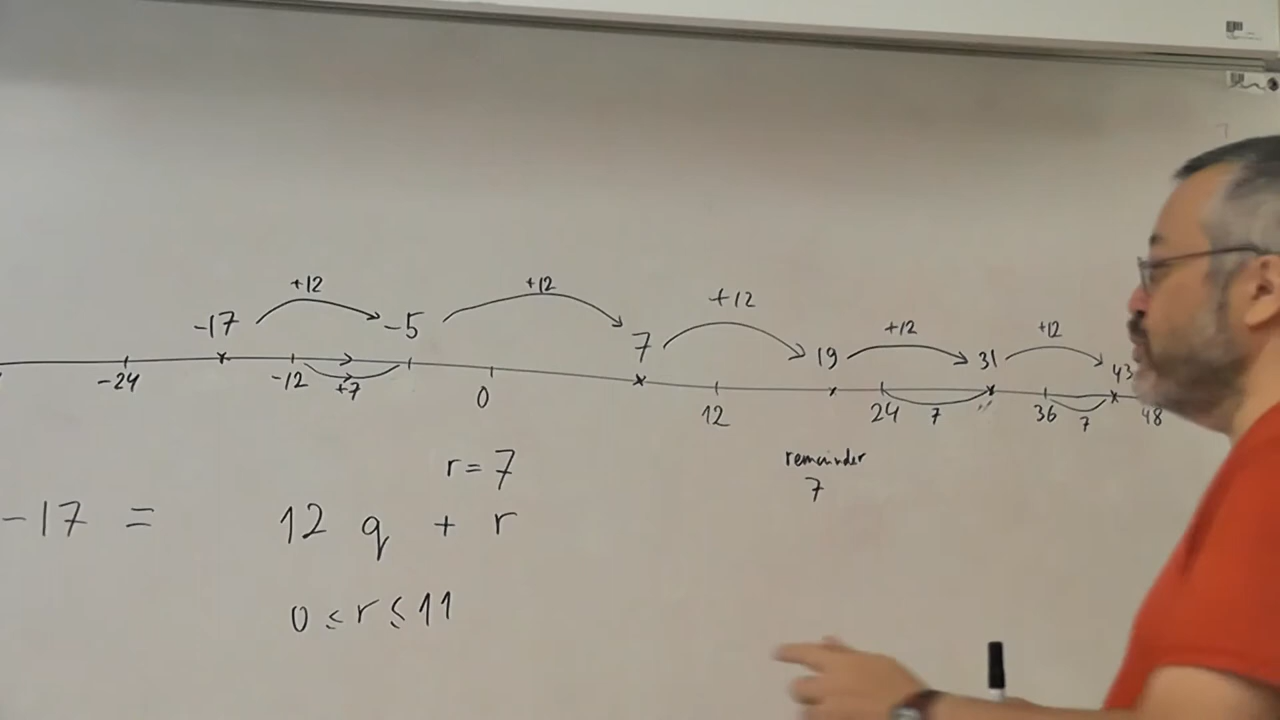 +12 +12 +12 +12 +12
-17 -5 7 19 31 43
-24 -12 +7 0 12 24 7 36 7 48
r = 7
remainder
7
-17 = 12 q + r
0 ≤ r ≤ 11